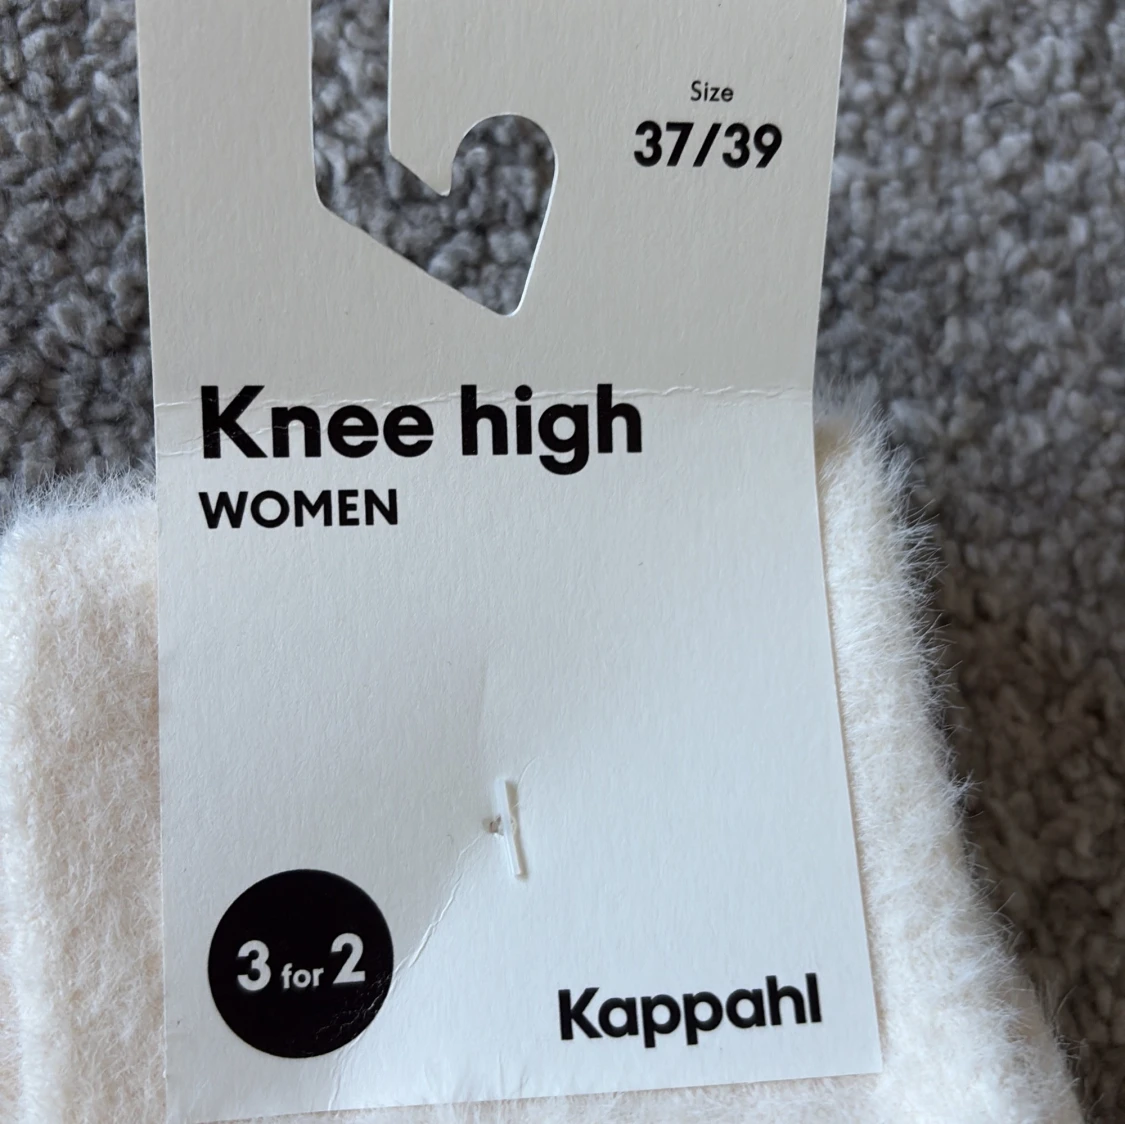 Size
37/39
Knee high
WOMEN
3 for 2
Kappahl